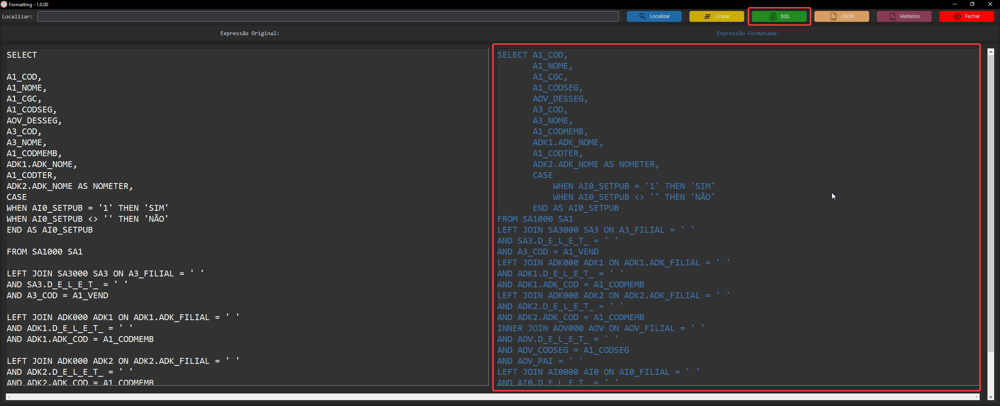 Formatting - 1.0.00
Localizar:
Localizar
Limpar
SQL
JSON
Historico
Fechar
Expressão Original:
Expressão Formatada:
SELECT
A1_COD,
A1_NOME,
A1_CGC,
A1_CODSEG,
AOV_DESSEG,
A3_COD,
A3_NOME,
A1_CODMEMB,
ADK1.ADK_NOME,
A1_CODTER,
ADK2.ADK_NOME AS NOMETER,
CASE
WHEN AI0_SETPUB = '1' THEN 'SIM'
WHEN AI0_SETPUB <> '' THEN 'NÃO'
END AS AI0_SETPUB
FROM SA1000 SA1
LEFT JOIN SA3000 SA3 ON A3_FILIAL = ' '
AND SA3.D_E_L_E_T_ = ' '
AND A3_COD = A1_VEND
LEFT JOIN ADK000 ADK1 ON ADK1.ADK_FILIAL = ' '
AND ADK1.D_E_L_E_T_ = ' '
AND ADK1.ADK_COD = A1_CODMEMB
LEFT JOIN ADK000 ADK2 ON ADK2.ADK_FILIAL = ' '
AND ADK2.D_E_L_E_T_ = ' '
AND ADK2.ADK_COD = A1_CODMEMB
SELECT A1_COD,
A1_NOME,
A1_CGC,
A1_CODSEG,
AOV_DESSEG,
A3_COD,
A3_NOME,
A1_CODMEMB,
ADK1.ADK_NOME,
A1_CODTER,
ADK2.ADK_NOME AS NOMETER,
CASE
WHEN AI0_SETPUB = '1' THEN 'SIM'
WHEN AI0_SETPUB <> '' THEN 'NÃO'
END AS AI0_SETPUB
FROM SA1000 SA1
LEFT JOIN SA3000 SA3 ON A3_FILIAL = ' '
AND SA3.D_E_L_E_T_ = ' '
AND A3_COD = A1_VEND
LEFT JOIN ADK000 ADK1 ON ADK1.ADK_FILIAL = ' '
AND ADK1.D_E_L_E_T_ = ' '
AND ADK1.ADK_COD = A1_CODMEMB
LEFT JOIN ADK000 ADK2 ON ADK2.ADK_FILIAL = ' '
AND ADK2.D_E_L_E_T_ = ' '
AND ADK2.ADK_COD = A1_CODMEMB
INNER JOIN AOV000 AOV ON AOV_FILIAL = ' '
AND AOV.D_E_L_E_T_ = ' '
AND AOV_CODSEG = A1_CODSEG
AND AOV_PAI = ' '
LEFT JOIN AI0000 AI0 ON AI0_FILIAL = ' '
AND AI0.D_E_L_E_T_ = ' '